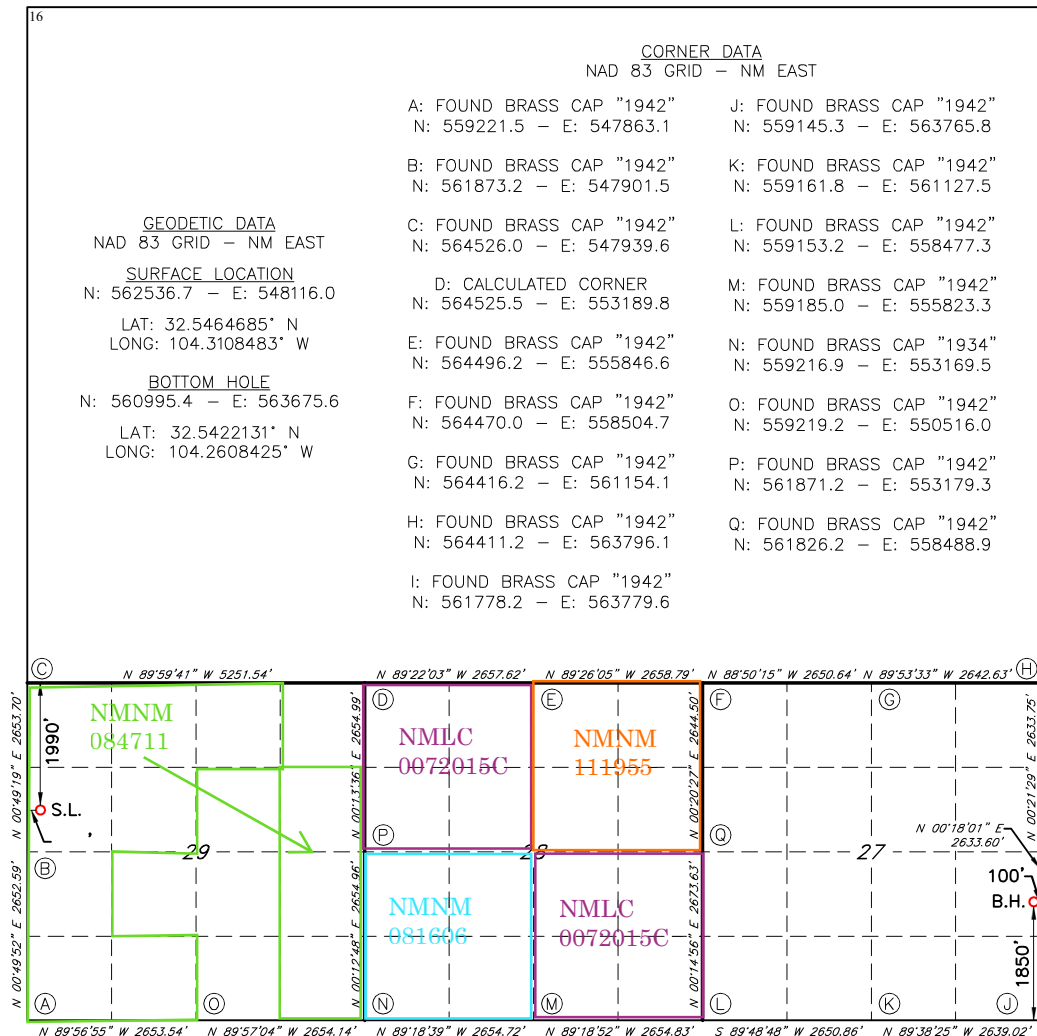 16
CORNER DATA
NAD 83 GRID – NM EAST
A: FOUND BRASS CAP "1942"
N: 559221.5 – E: 547863.1
B: FOUND BRASS CAP "1942"
N: 561873.2 – E: 547901.5
C: FOUND BRASS CAP "1942"
N: 564526.0 – E: 547939.6
D: CALCULATED CORNER
N: 564525.5 – E: 553189.8
E: FOUND BRASS CAP "1942"
N: 564496.2 – E: 555846.6
F: FOUND BRASS CAP "1942"
N: 564470.0 – E: 558504.7
G: FOUND BRASS CAP "1942"
N: 564416.2 – E: 561154.1
H: FOUND BRASS CAP "1942"
N: 564411.2 – E: 563796.1
I: FOUND BRASS CAP "1942"
N: 561778.2 – E: 563779.6
J: FOUND BRASS CAP "1942"
N: 559145.3 – E: 563765.8
K: FOUND BRASS CAP "1942"
N: 559161.8 – E: 561127.5
L: FOUND BRASS CAP "1942"
N: 559153.2 – E: 558477.3
M: FOUND BRASS CAP "1942"
N: 559185.0 – E: 555823.3
N: FOUND BRASS CAP "1934"
N: 559216.9 – E: 553169.5
O: FOUND BRASS CAP "1942"
N: 559219.2 – E: 550516.0
P: FOUND BRASS CAP "1942"
N: 561871.2 – E: 553179.3
Q: FOUND BRASS CAP "1942"
N: 561826.2 – E: 558488.9
GEODETIC DATA
NAD 83 GRID – NM EAST
SURFACE LOCATION
N: 562536.7 – E: 548116.0
LAT: 32.5464685° N
LONG: 104.3108483° W
BOTTOM HOLE
N: 560995.4 – E: 563675.6
LAT: 32.5422131° N
LONG: 104.2608425° W
C
N 89°59'41" W 5251.54'
N 89°22'03" W 2657.62'
N 89°26'05" W 2658.79'
N 88°50'15" W 2650.64'
N 89°53'33" W 2642.63'
H
D
E
F
G
N 00°49'19" E 2653.70'
1990'
NMNM
084711
N 00°13'36" E 2654.99'
NMLC
0072015C
NMNM
111955
N 00°20'27" E 2644.50'
N 00°21'29" E 2633.75'
S.L.
P
Q
N 00°18'01" E
2633.60'
B
29
28
27
100'
B.H.
N 00°49'52" E 2652.59'
N 00°12'48" E 2654.96'
NMNM
081606
NMLC
0072015C
N 00°14'56" E 2673.63'
1850'
A
O
N
M
L
K
J
N 89°56'55" W 2653.54'
N 89°57'04" W 2654.14'
N 89°18'39" W 2654.72'
N 89°18'52" W 2654.83'
S 89°48'48" W 2650.86'
N 89°38'25" W 2639.02'